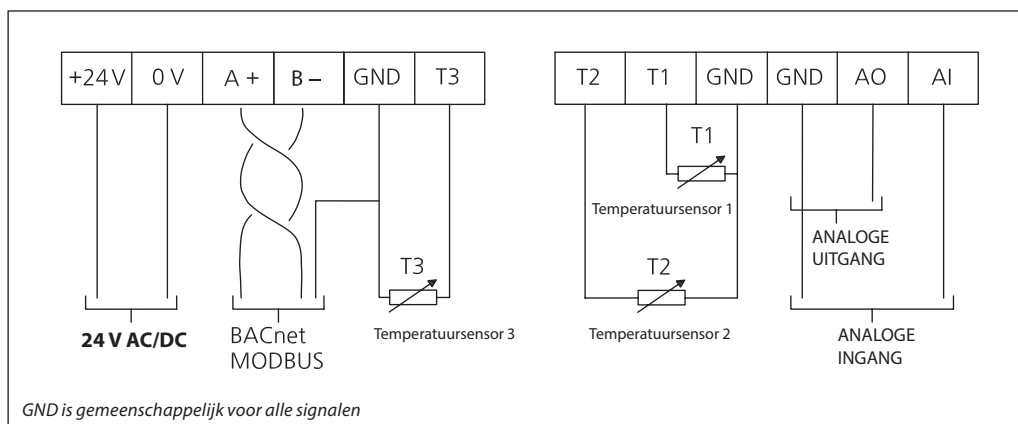 +24 V 0 V A + B – GND T3
T2 T1 GND GND AO AI
T1
Temperatuursensor 1
T3
Temperatuursensor 3
T2
Temperatuursensor 2
24 V AC/DC
BACnet
MODBUS
ANALOGE
UITGANG
ANALOGE
INGANG
GND is gemeenschappelijk voor alle signalen